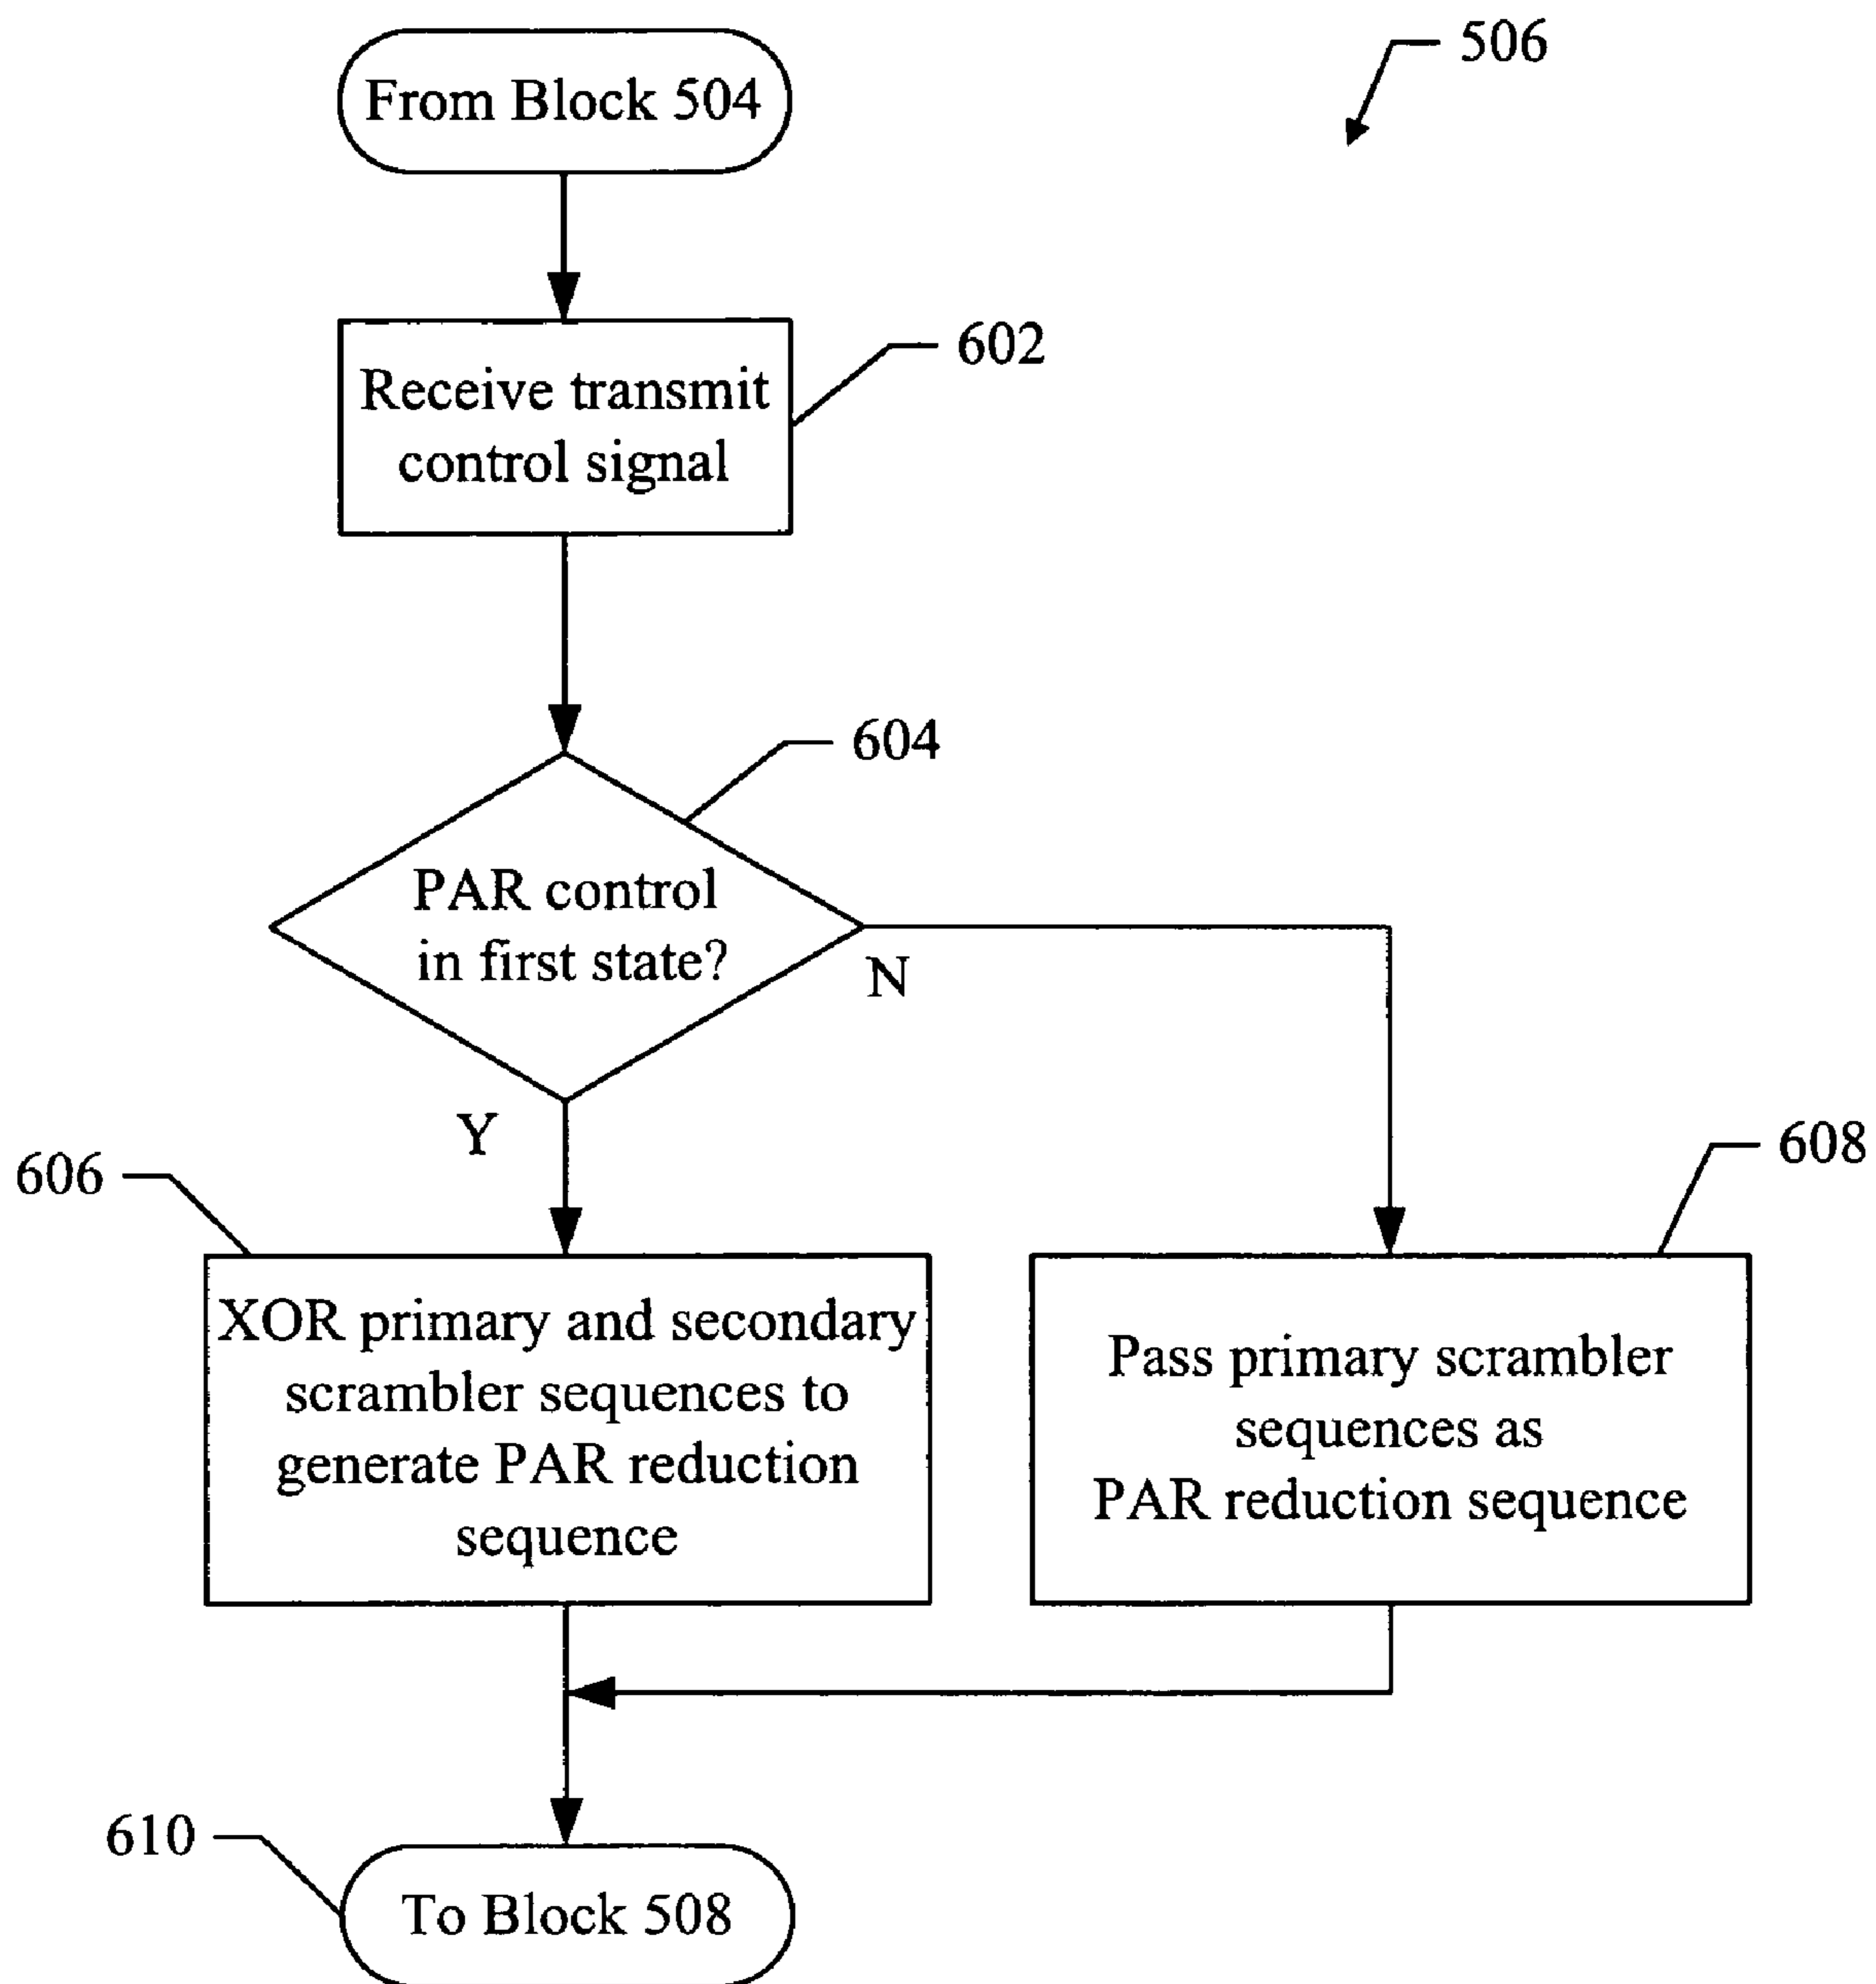 From Block 504
506
Receive transmit
control signal
602
604
PAR control
in first state?
N
Y
606
608
XOR primary and secondary
scrambler sequences to
generate PAR reduction
sequence
Pass primary scrambler
sequences as
PAR reduction sequence
610
To Block 508